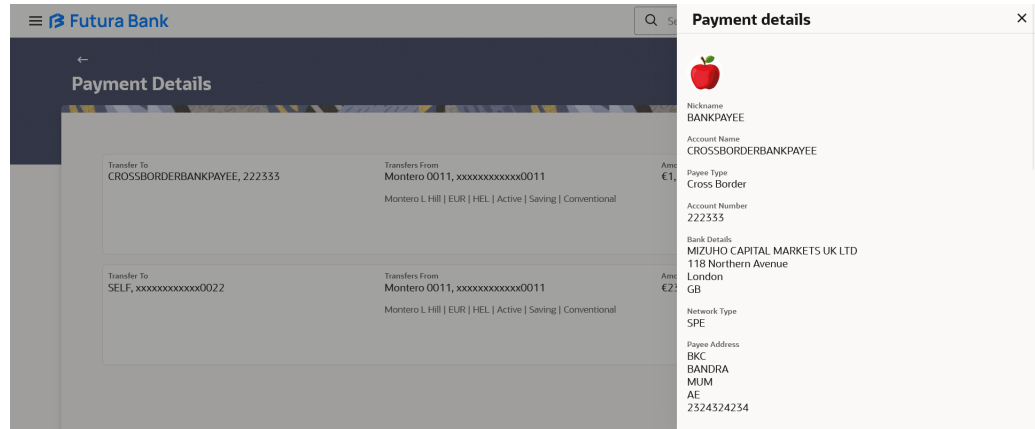 Futura Bank
Payment Details
Transfer To
CROSSBORDERBANKPAYEE, 222333
Transfers From
Montero 0011, xxxxxxxxxxxx0011
Montero L Hill | EUR | HEL | Active | Saving | Conventional
Transfer To
SELF, xxxxxxxxxxxx0022
Transfers From
Montero 0011, xxxxxxxxxxxx0011
Montero L Hill | EUR | HEL | Active | Saving | Conventional
Payment details
Nickname
BANKPAYEE
Account Name
CROSSBORDERBANKPAYEE
Payee Type
Cross Border
Account Number
222333
Bank Details
MIZUHO CAPITAL MARKETS UK LTD
118 Northern Avenue
London
GB
Network Type
SPE
Payee Address
BKC
BANDRA
MUM
AE
2324324234